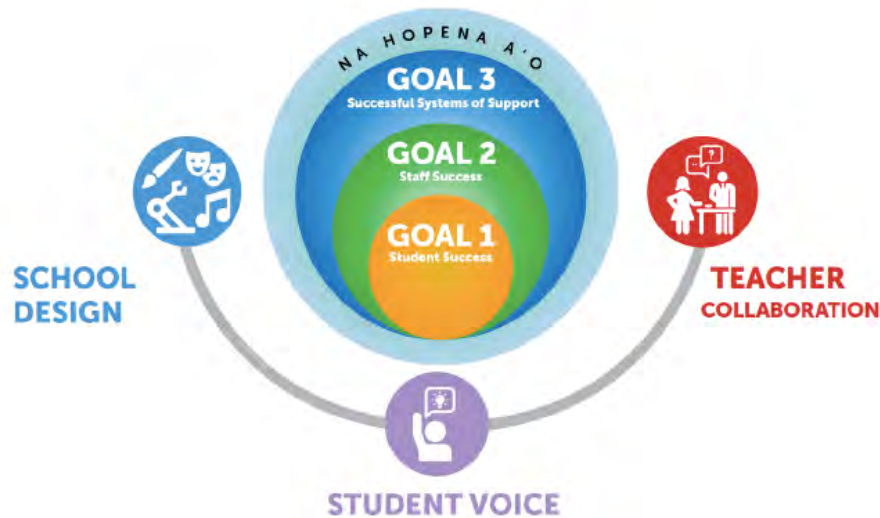 NA HOPENA A‘O
GOAL 3
Successful Systems of Support
GOAL 2
Staff Success
GOAL 1
Student Success
SCHOOL
DESIGN
TEACHER
COLLABORATION
?
STUDENT VOICE